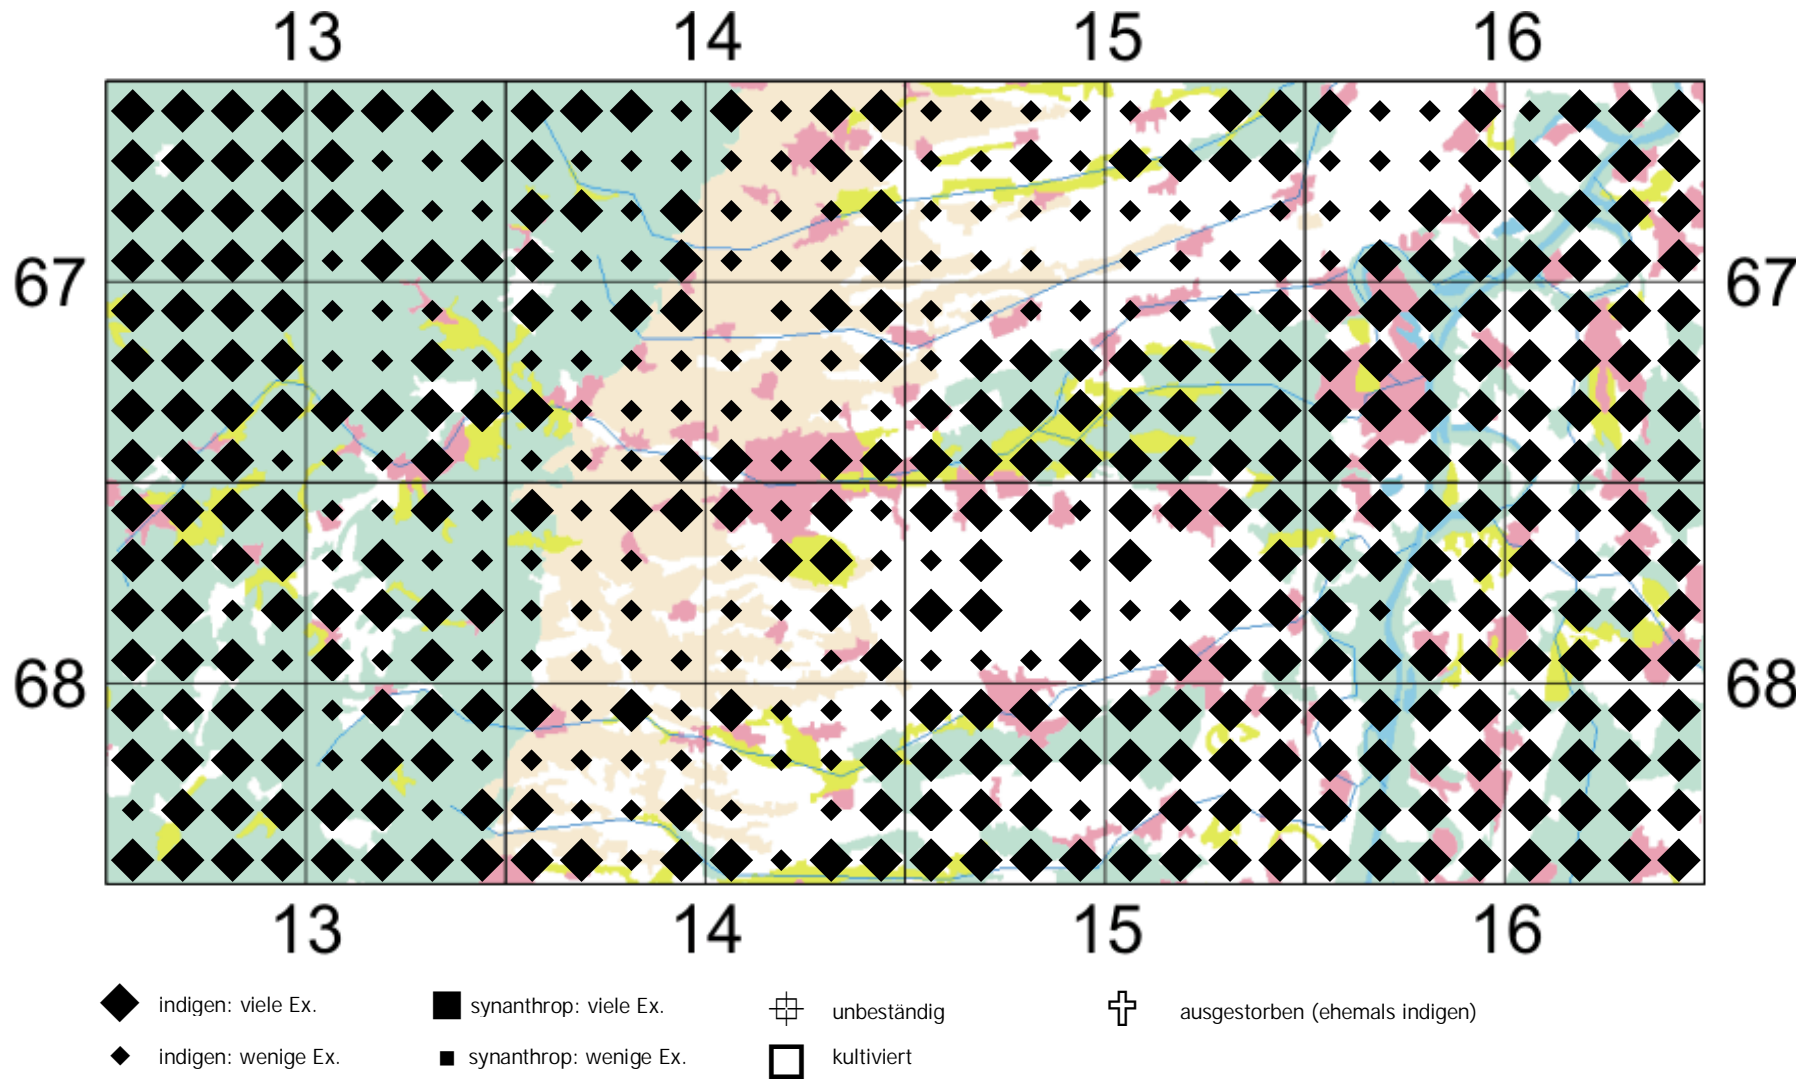 13 14 15 16
67 67
68 68
13 14 15 16
indigen: viele Ex. synanthrop: viele Ex. unbeständig ausgestorben (ehemals indigen)
indigen: wenige Ex. synanthrop: wenige Ex. kultiviert